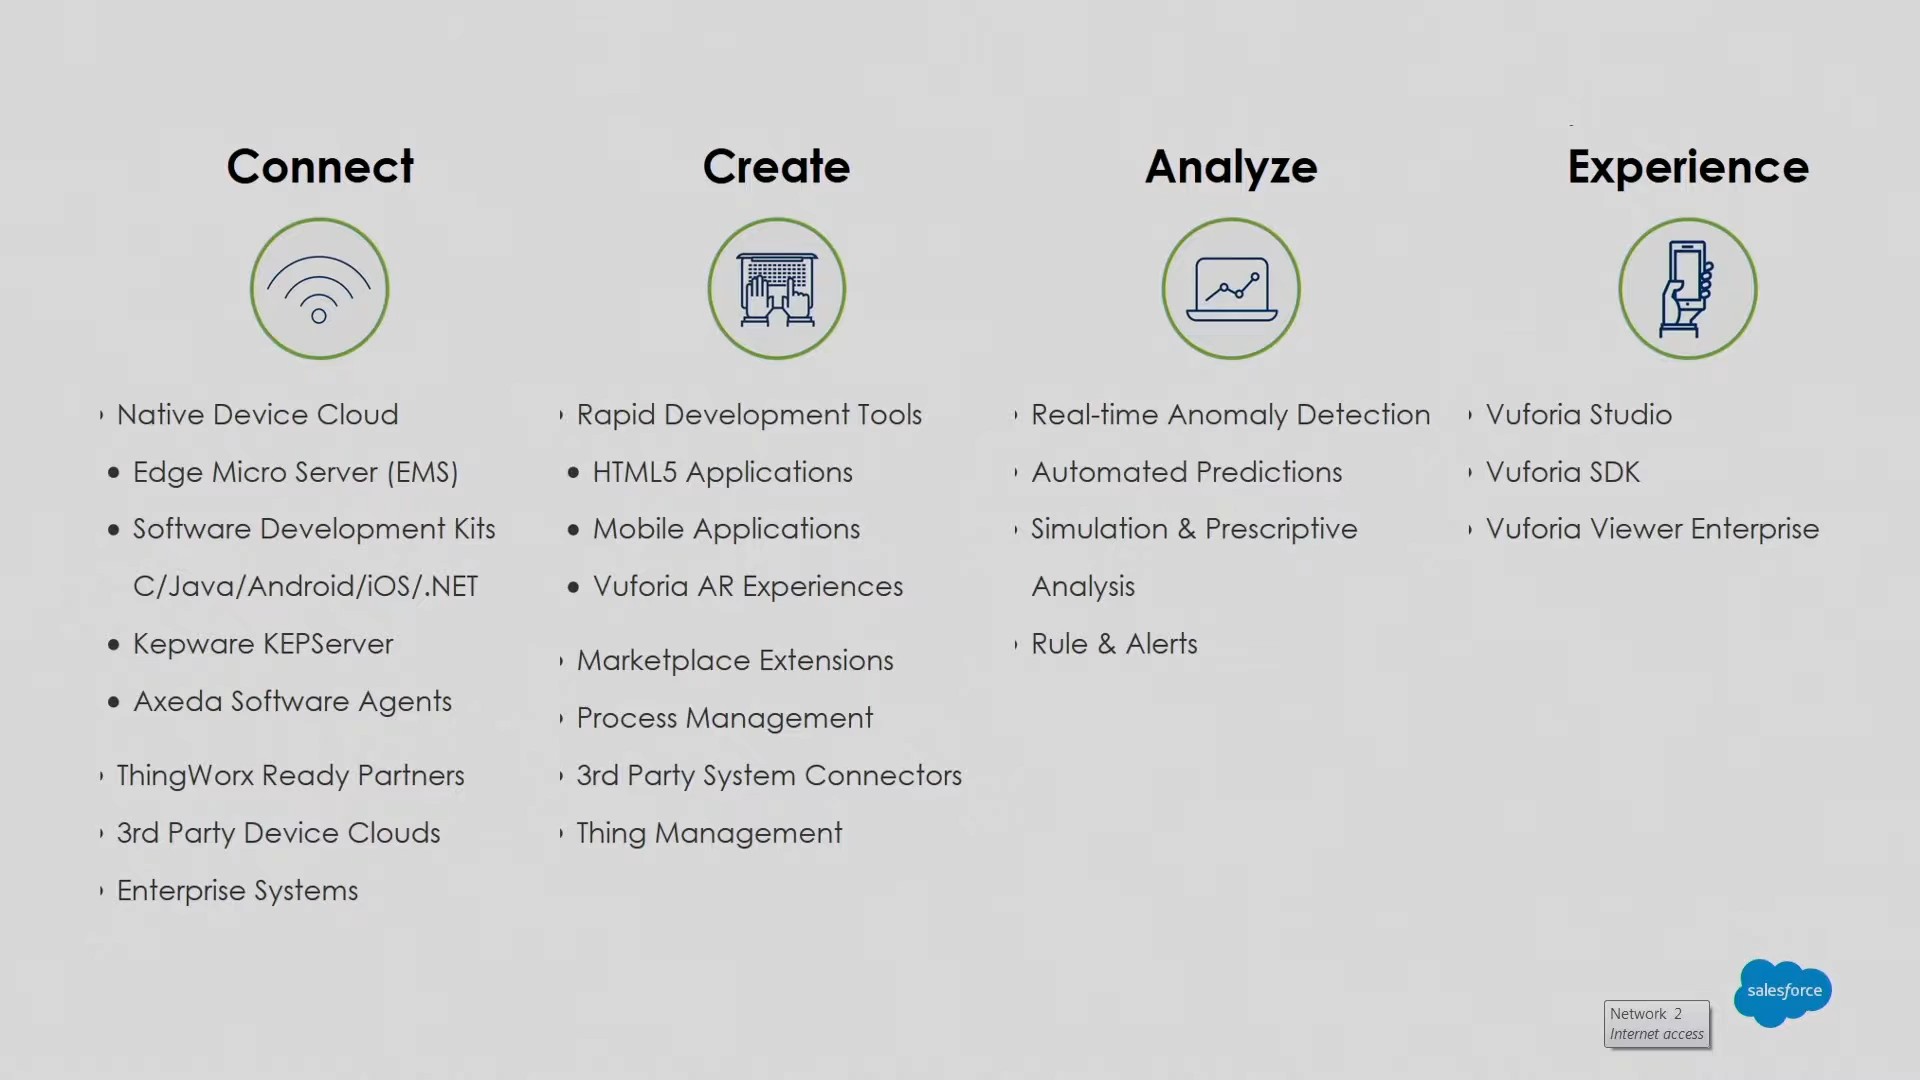 Connect
Native Device Cloud
Edge Micro Server (EMS)
Software Development Kits
C/Java/Android/iOS/.NET
Kepware KEPServer
Axeda Software Agents
ThingWorx Ready Partners
3rd Party Device Clouds
Enterprise Systems
Create
Rapid Development Tools
HTML5 Applications
Mobile Applications
Vuforia AR Experiences
Marketplace Extensions
Process Management
3rd Party System Connectors
Thing Management
Analyze
Real-time Anomaly Detection
Automated Predictions
Simulation & Prescriptive
Analysis
Rule & Alerts
Experience
Vuforia Studio
Vuforia SDK
Vuforia Viewer Enterprise
salesforce
Network 2
Internet access